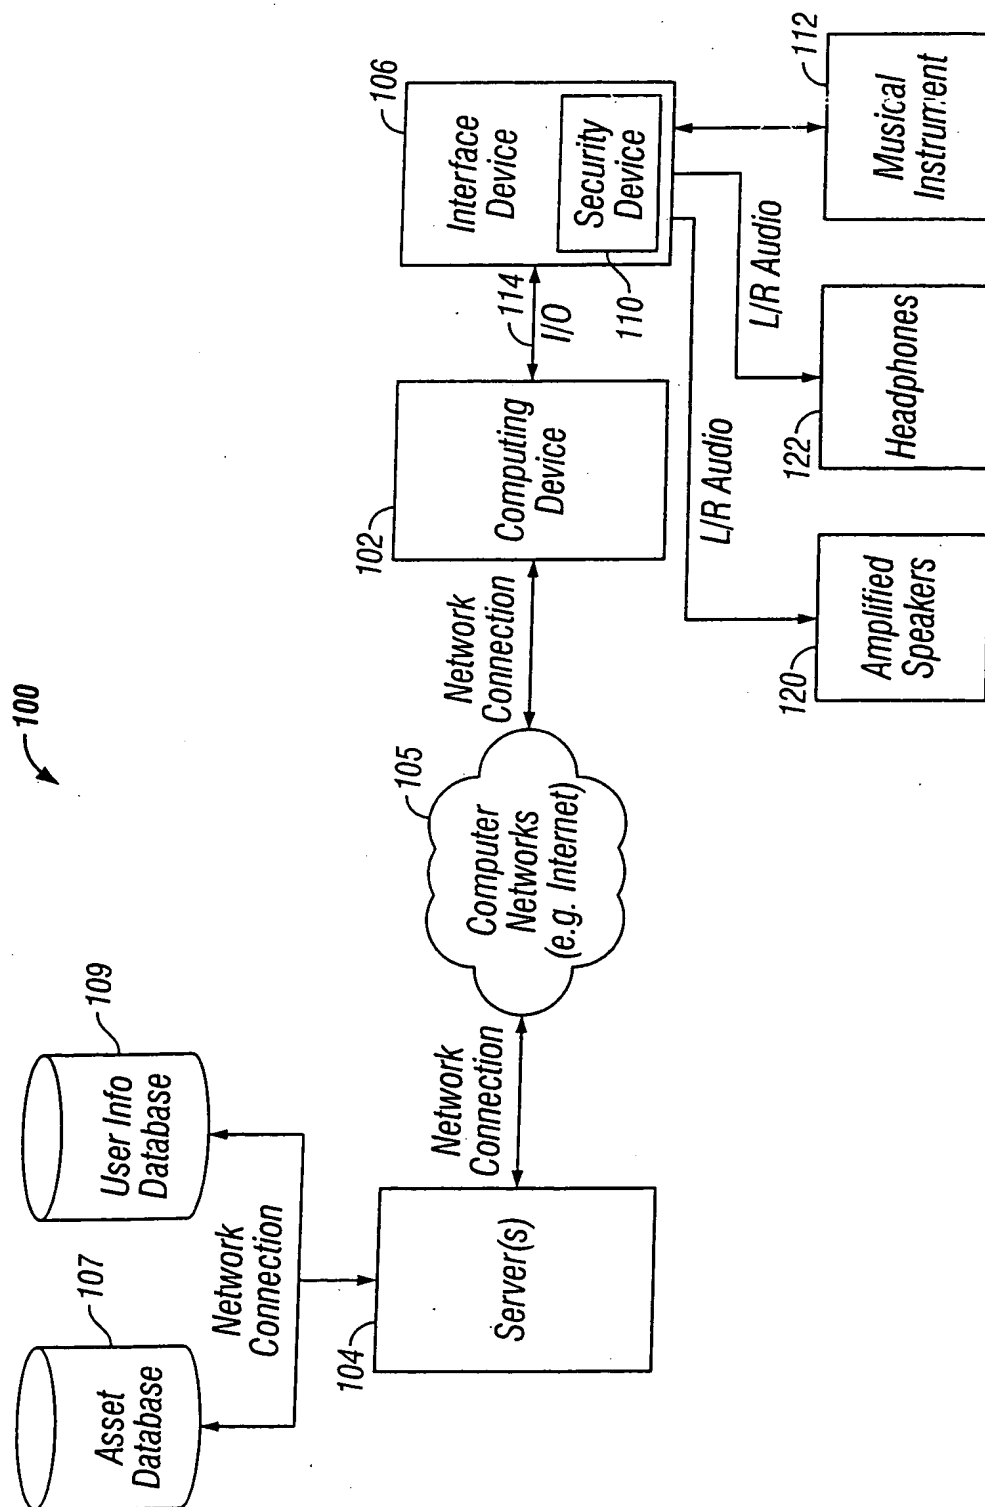 100
107
Asset
Database
109
User Info
Database
Network
Connection
104
Server(s)
Network
Connection
105
Computer
Networks
(e.g. Internet)
Network
Connection
102
Computing
Device
114
I/O
106
Interface
Device
Security
Device
110
L/R Audio
L/R Audio
120
Amplified
Speakers
122
Headphones
112
Musical
Instrument